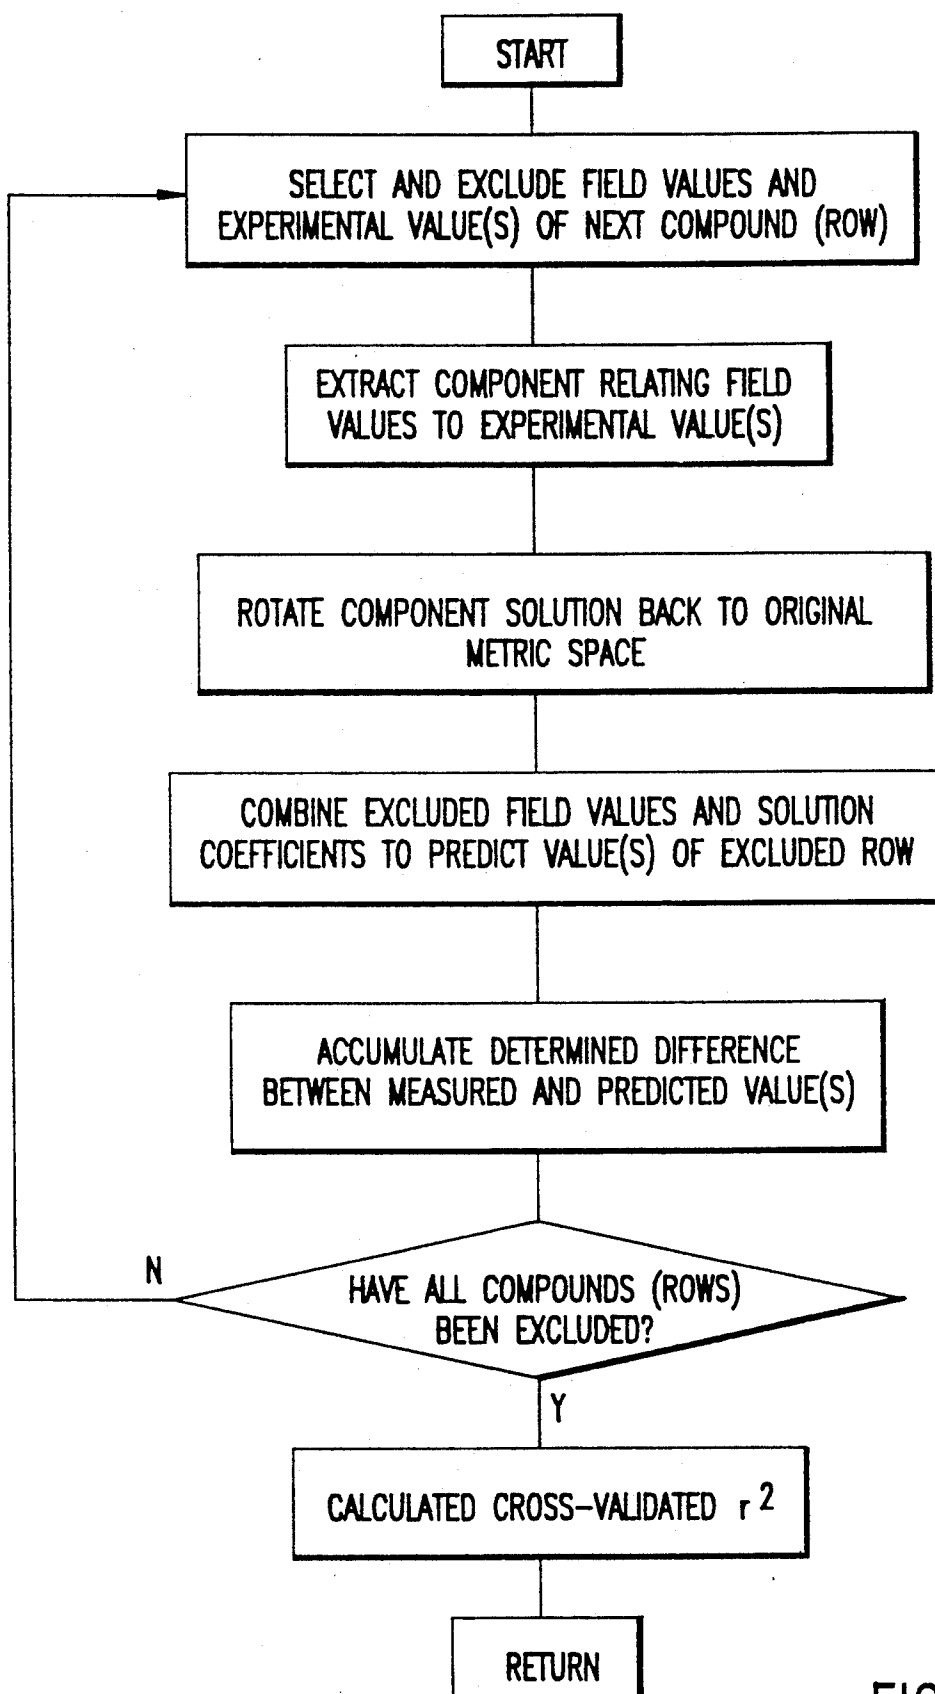 START
SELECT AND EXCLUDE FIELD VALUES AND
EXPERIMENTAL VALUE(S) OF NEXT COMPOUND (ROW)
EXTRACT COMPONENT RELATING FIELD
VALUES TO EXPERIMENTAL VALUE(S)
ROTATE COMPONENT SOLUTION BACK TO ORIGINAL
METRIC SPACE
COMBINE EXCLUDED FIELD VALUES AND SOLUTION
COEFFICIENTS TO PREDICT VALUE(S) OF EXCLUDED ROW
ACCUMULATE DETERMINED DIFFERENCE
BETWEEN MEASURED AND PREDICTED VALUE(S)
N
HAVE ALL COMPOUNDS (ROWS)
BEEN EXCLUDED?
Y
CALCULATED CROSS-VALIDATED r²
RETURN